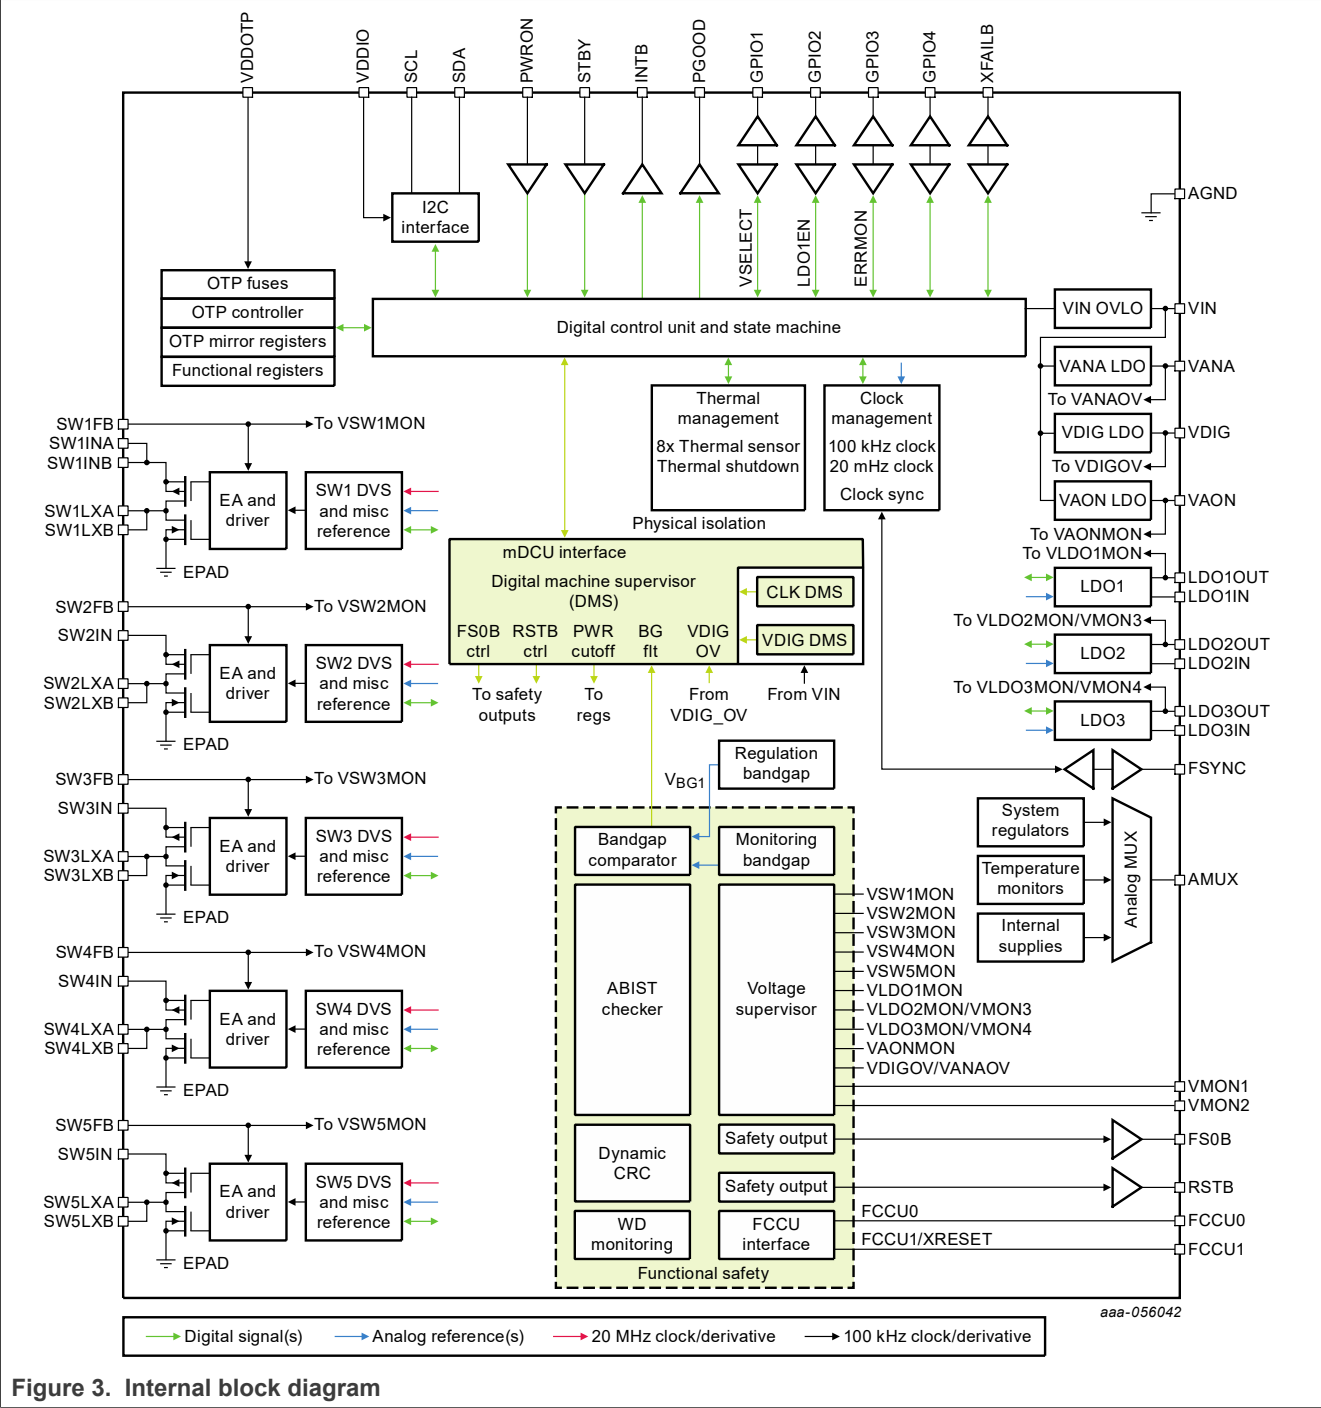 VDDOTP
VDDIO
SCL
SDA
PWRON
STBY
INTB
PGOOD
GPIO1
GPIO2
GPIO3
GPIO4
XFAILB
AGND
I2C
interface
VSELECT
LDO1EN
ERRMON
OTP fuses
OTP controller
OTP mirror registers
Functional registers
Digital control unit and state machine
VIN OVLO
VIN
VANA LDO
VANA
To VANAOV
VDIG LDO
VDIG
To VDIGOV
VAON LDO
VAON
To VAONMON
Thermal
management
8x Thermal sensor
Thermal shutdown
Clock
management
100 kHz clock
20 mHz clock
Clock sync
Physical isolation
SW1FB
SW1INA
SW1INB
SW1LXA
SW1LXB
To VSW1MON
EA and
driver
SW1 DVS
and misc
reference
EPAD
SW2FB
SW2IN
SW2LXA
SW2LXB
To VSW2MON
EA and
driver
SW2 DVS
and misc
reference
EPAD
SW3FB
SW3IN
SW3LXA
SW3LXB
To VSW3MON
EA and
driver
SW3 DVS
and misc
reference
EPAD
SW4FB
SW4IN
SW4LXA
SW4LXB
To VSW4MON
EA and
driver
SW4 DVS
and misc
reference
EPAD
SW5FB
SW5IN
SW5LXA
SW5LXB
To VSW5MON
EA and
driver
SW5 DVS
and misc
reference
EPAD
mDCU interface
Digital machine supervisor
(DMS)
FS0B
ctrl
RSTB
ctrl
PWR
cutoff
BG
flt
VDIG
OV
CLK DMS
VDIG DMS
To safety
outputs
To
regs
From
VDIG_OV
From VIN
To VLDO1MON
LDO1
LDO1OUT
LDO1IN
To VLDO2MON/VMON3
LDO2
LDO2OUT
LDO2IN
To VLDO3MON/VMON4
LDO3
LDO3OUT
LDO3IN
FSYNC
Regulation
bandgap
VBG1
Bandgap
comparator
Monitoring
bandgap
ABIST
checker
Voltage
supervisor
VSW1MON
VSW2MON
VSW3MON
VSW4MON
VSW5MON
VLDO1MON
VLDO2MON/VMON3
VLDO3MON/VMON4
VAONMON
VDIGOV/VANAOV
System
regulators
Temperature
monitors
Internal
supplies
Analog MUX
AMUX
VMON1
VMON2
Dynamic
CRC
Safety output
FS0B
Safety output
RSTB
WD
monitoring
FCCU
interface
FCCU0
FCCU0
FCCU1/XRESET
FCCU1
Functional safety
aaa-056042
Digital signal(s)
Analog reference(s)
20 MHz clock/derivative
100 kHz clock/derivative
Figure 3. Internal block diagram